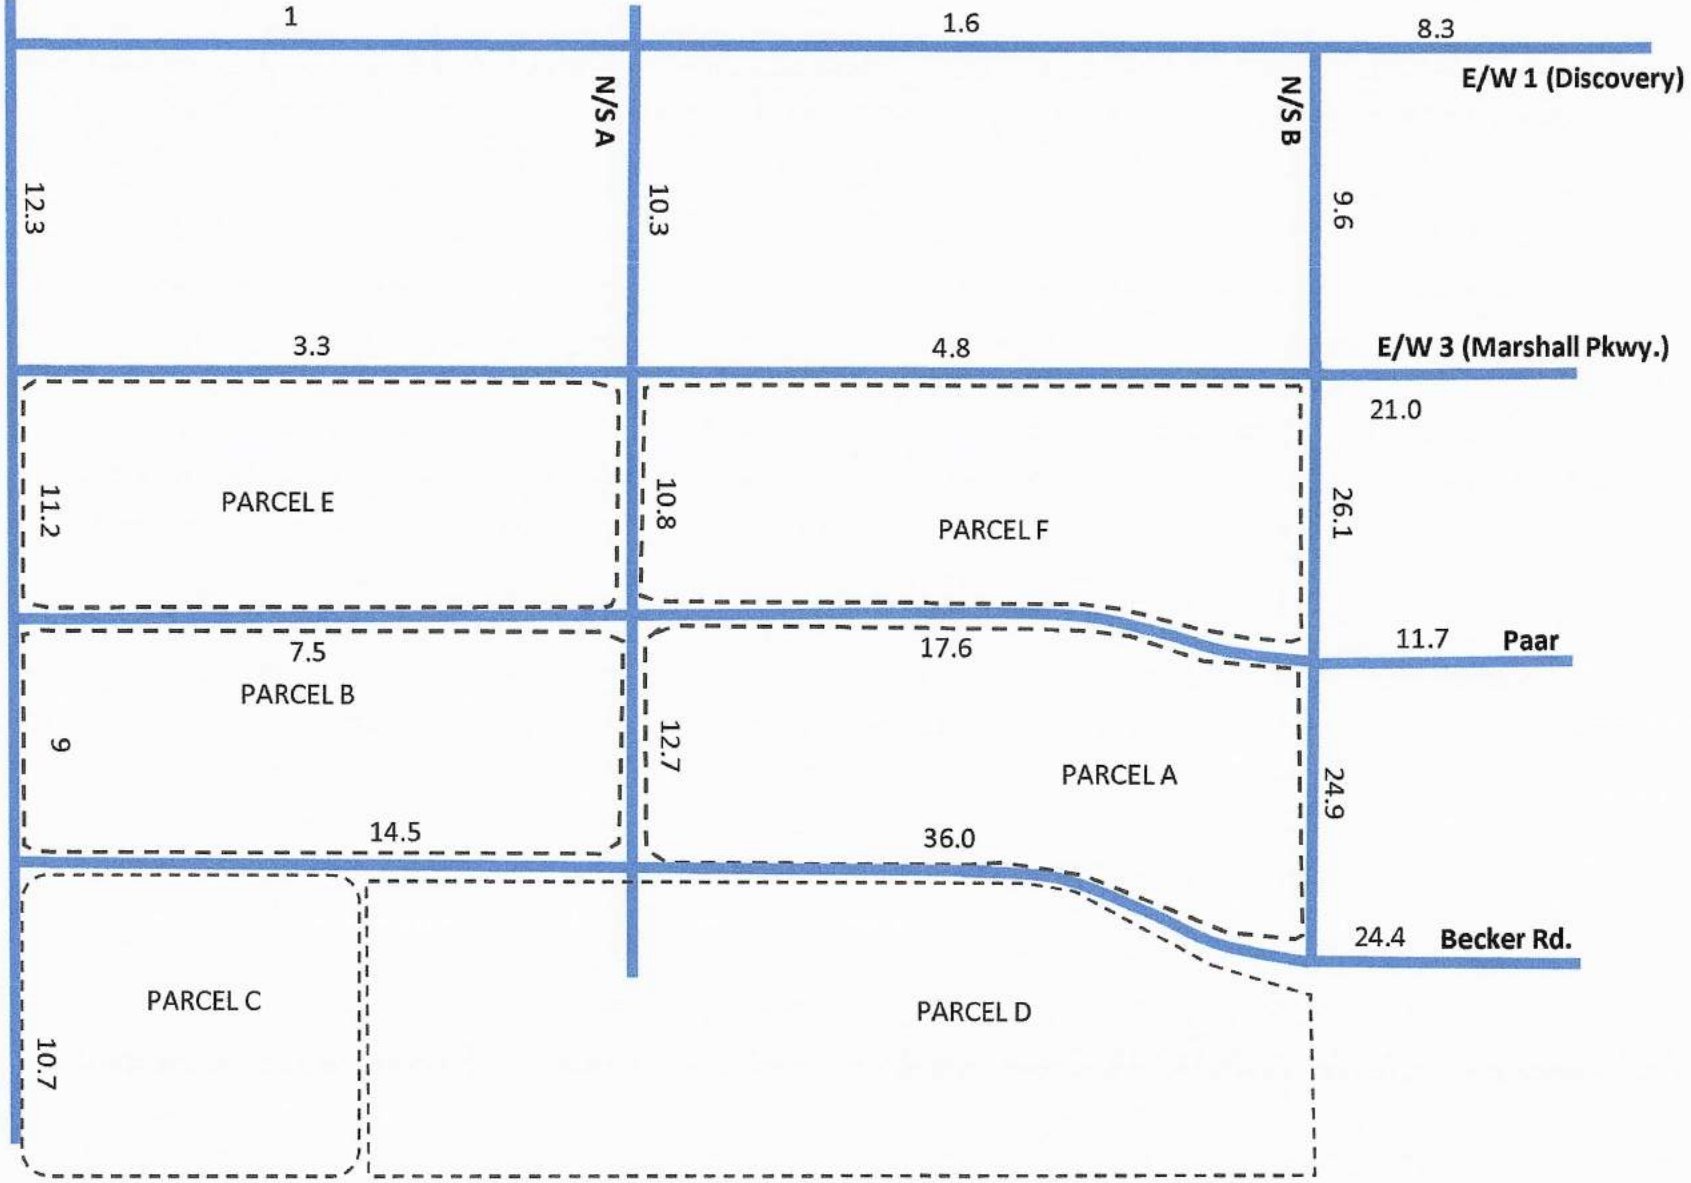 1
1.6
8.3
E/W 1 (Discovery)
N/S A
N/S B
12.3
10.3
9.6
3.3
4.8
E/W 3 (Marshall Pkwy.)
21.0
11.2
PARCEL E
10.8
PARCEL F
26.1
7.5
17.6
11.7 Paar
PARCEL B
9
12.7
PARCEL A
24.9
14.5
36.0
24.4 Becker Rd.
PARCEL C
PARCEL D
10.7